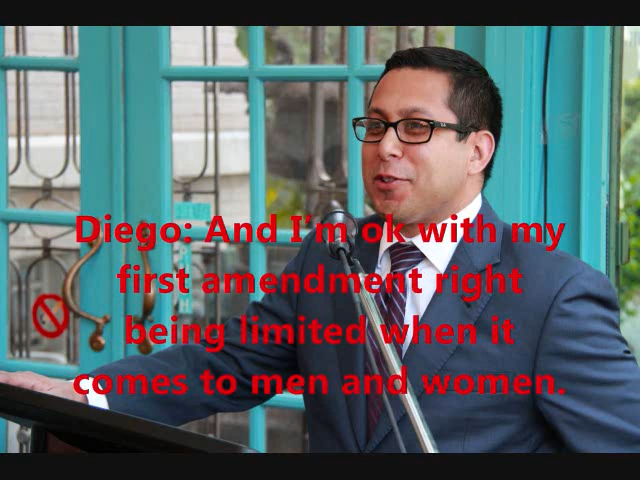 Diego: And I'm ok with my
first amendment right
being limited when it
comes to men and women.